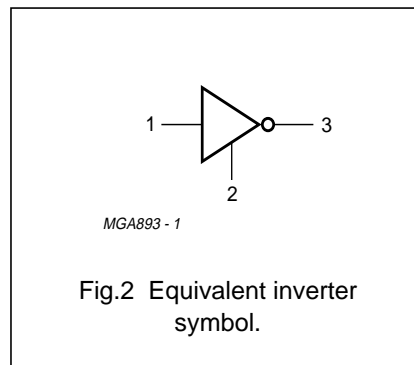 1
3
2
MGA893 - 1
Fig.2 Equivalent inverter
symbol.